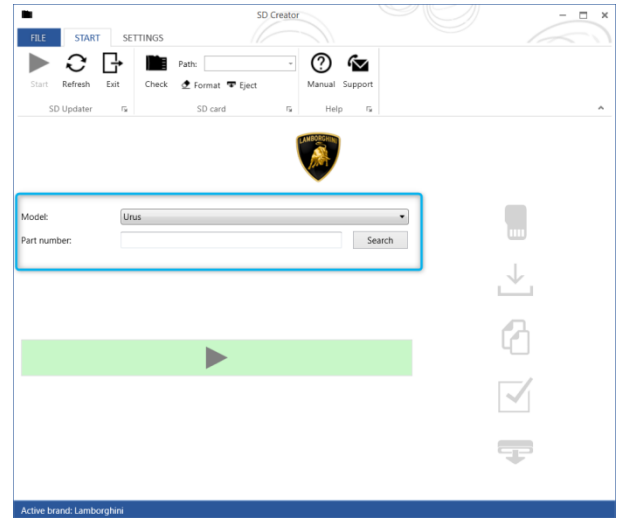 SD Creator
FILE START SETTINGS
Path:
Start Refresh Exit Check Format Eject Manual Support
SD Updater SD card Help
LAMBORGHINI
Model: Urus
Part number: Search
Active brand: Lamborghini